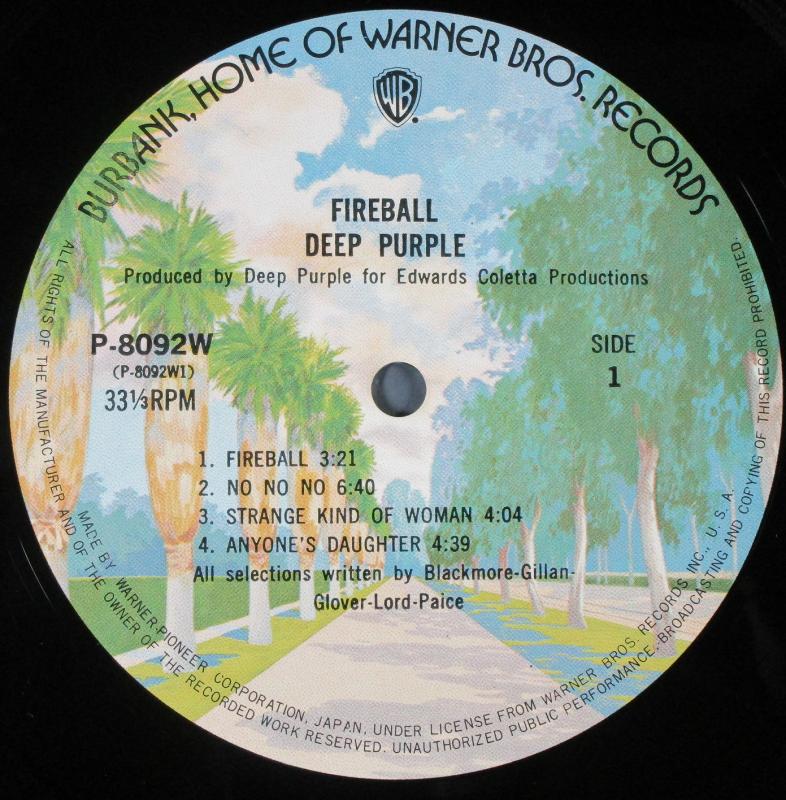 BURBANK, HOME OF WARNER BROS. RECORDS
WB
FIREBALL
DEEP PURPLE
Produced by Deep Purple for Edwards Coletta Productions
P-8092W
(P-8092W1)
33⅓RPM
SIDE
1
1. FIREBALL 3:21
2. NO NO NO 6:40
3. STRANGE KIND OF WOMAN 4:04
4. ANYONE'S DAUGHTER 4:39
All selections written by Blackmore-Gillan-
Glover-Lord-Paice
MADE BY WARNER-PIONEER CORPORATION, JAPAN, UNDER LICENSE FROM WARNER BROS. RECORDS INC., U.S.A.
ALL RIGHTS OF THE MANUFACTURER AND OF THE OWNER OF THE RECORDED WORK RESERVED. UNAUTHORIZED PUBLIC PERFORMANCE. BROADCASTING AND COPYING OF THIS RECORD PROHIBITED.